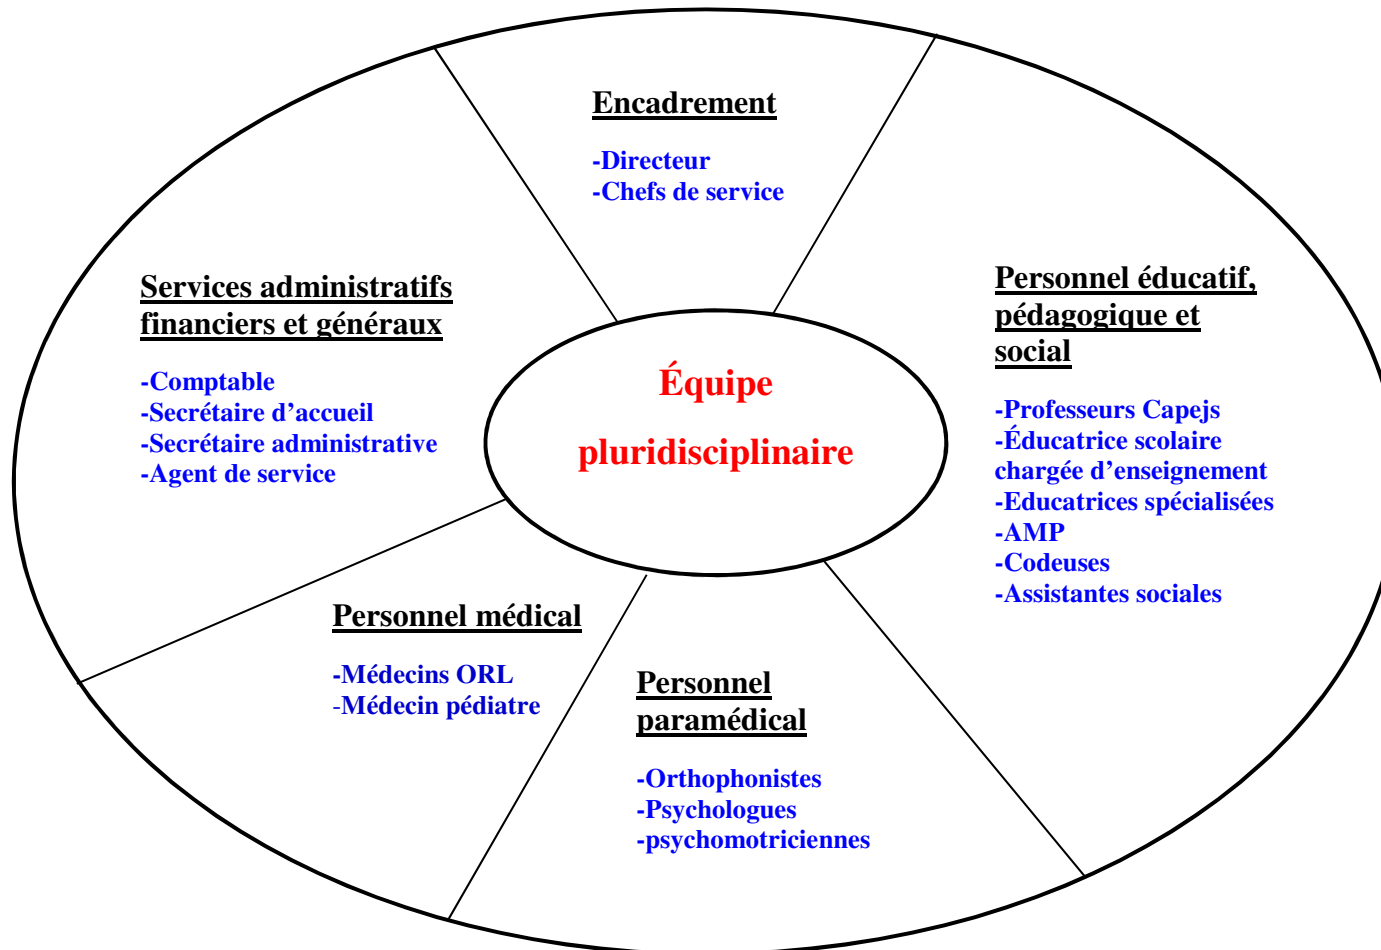 Encadrement
-Directeur
-Chefs de service
Services administratifs
financiers et généraux
-Comptable
-Secrétaire d’accueil
-Secrétaire administrative
-Agent de service
Équipe
pluridisciplinaire
Personnel éducatif,
pédagogique et
social
-Professeurs Capejs
-Éducatrice scolaire
chargée d’enseignement
-Educatrices spécialisées
-AMP
-Codeuses
-Assistantes sociales
Personnel médical
-Médecins ORL
-Médecin pédiatre
Personnel
paramédical
-Orthophonistes
-Psychologues
-psychomotriciennes